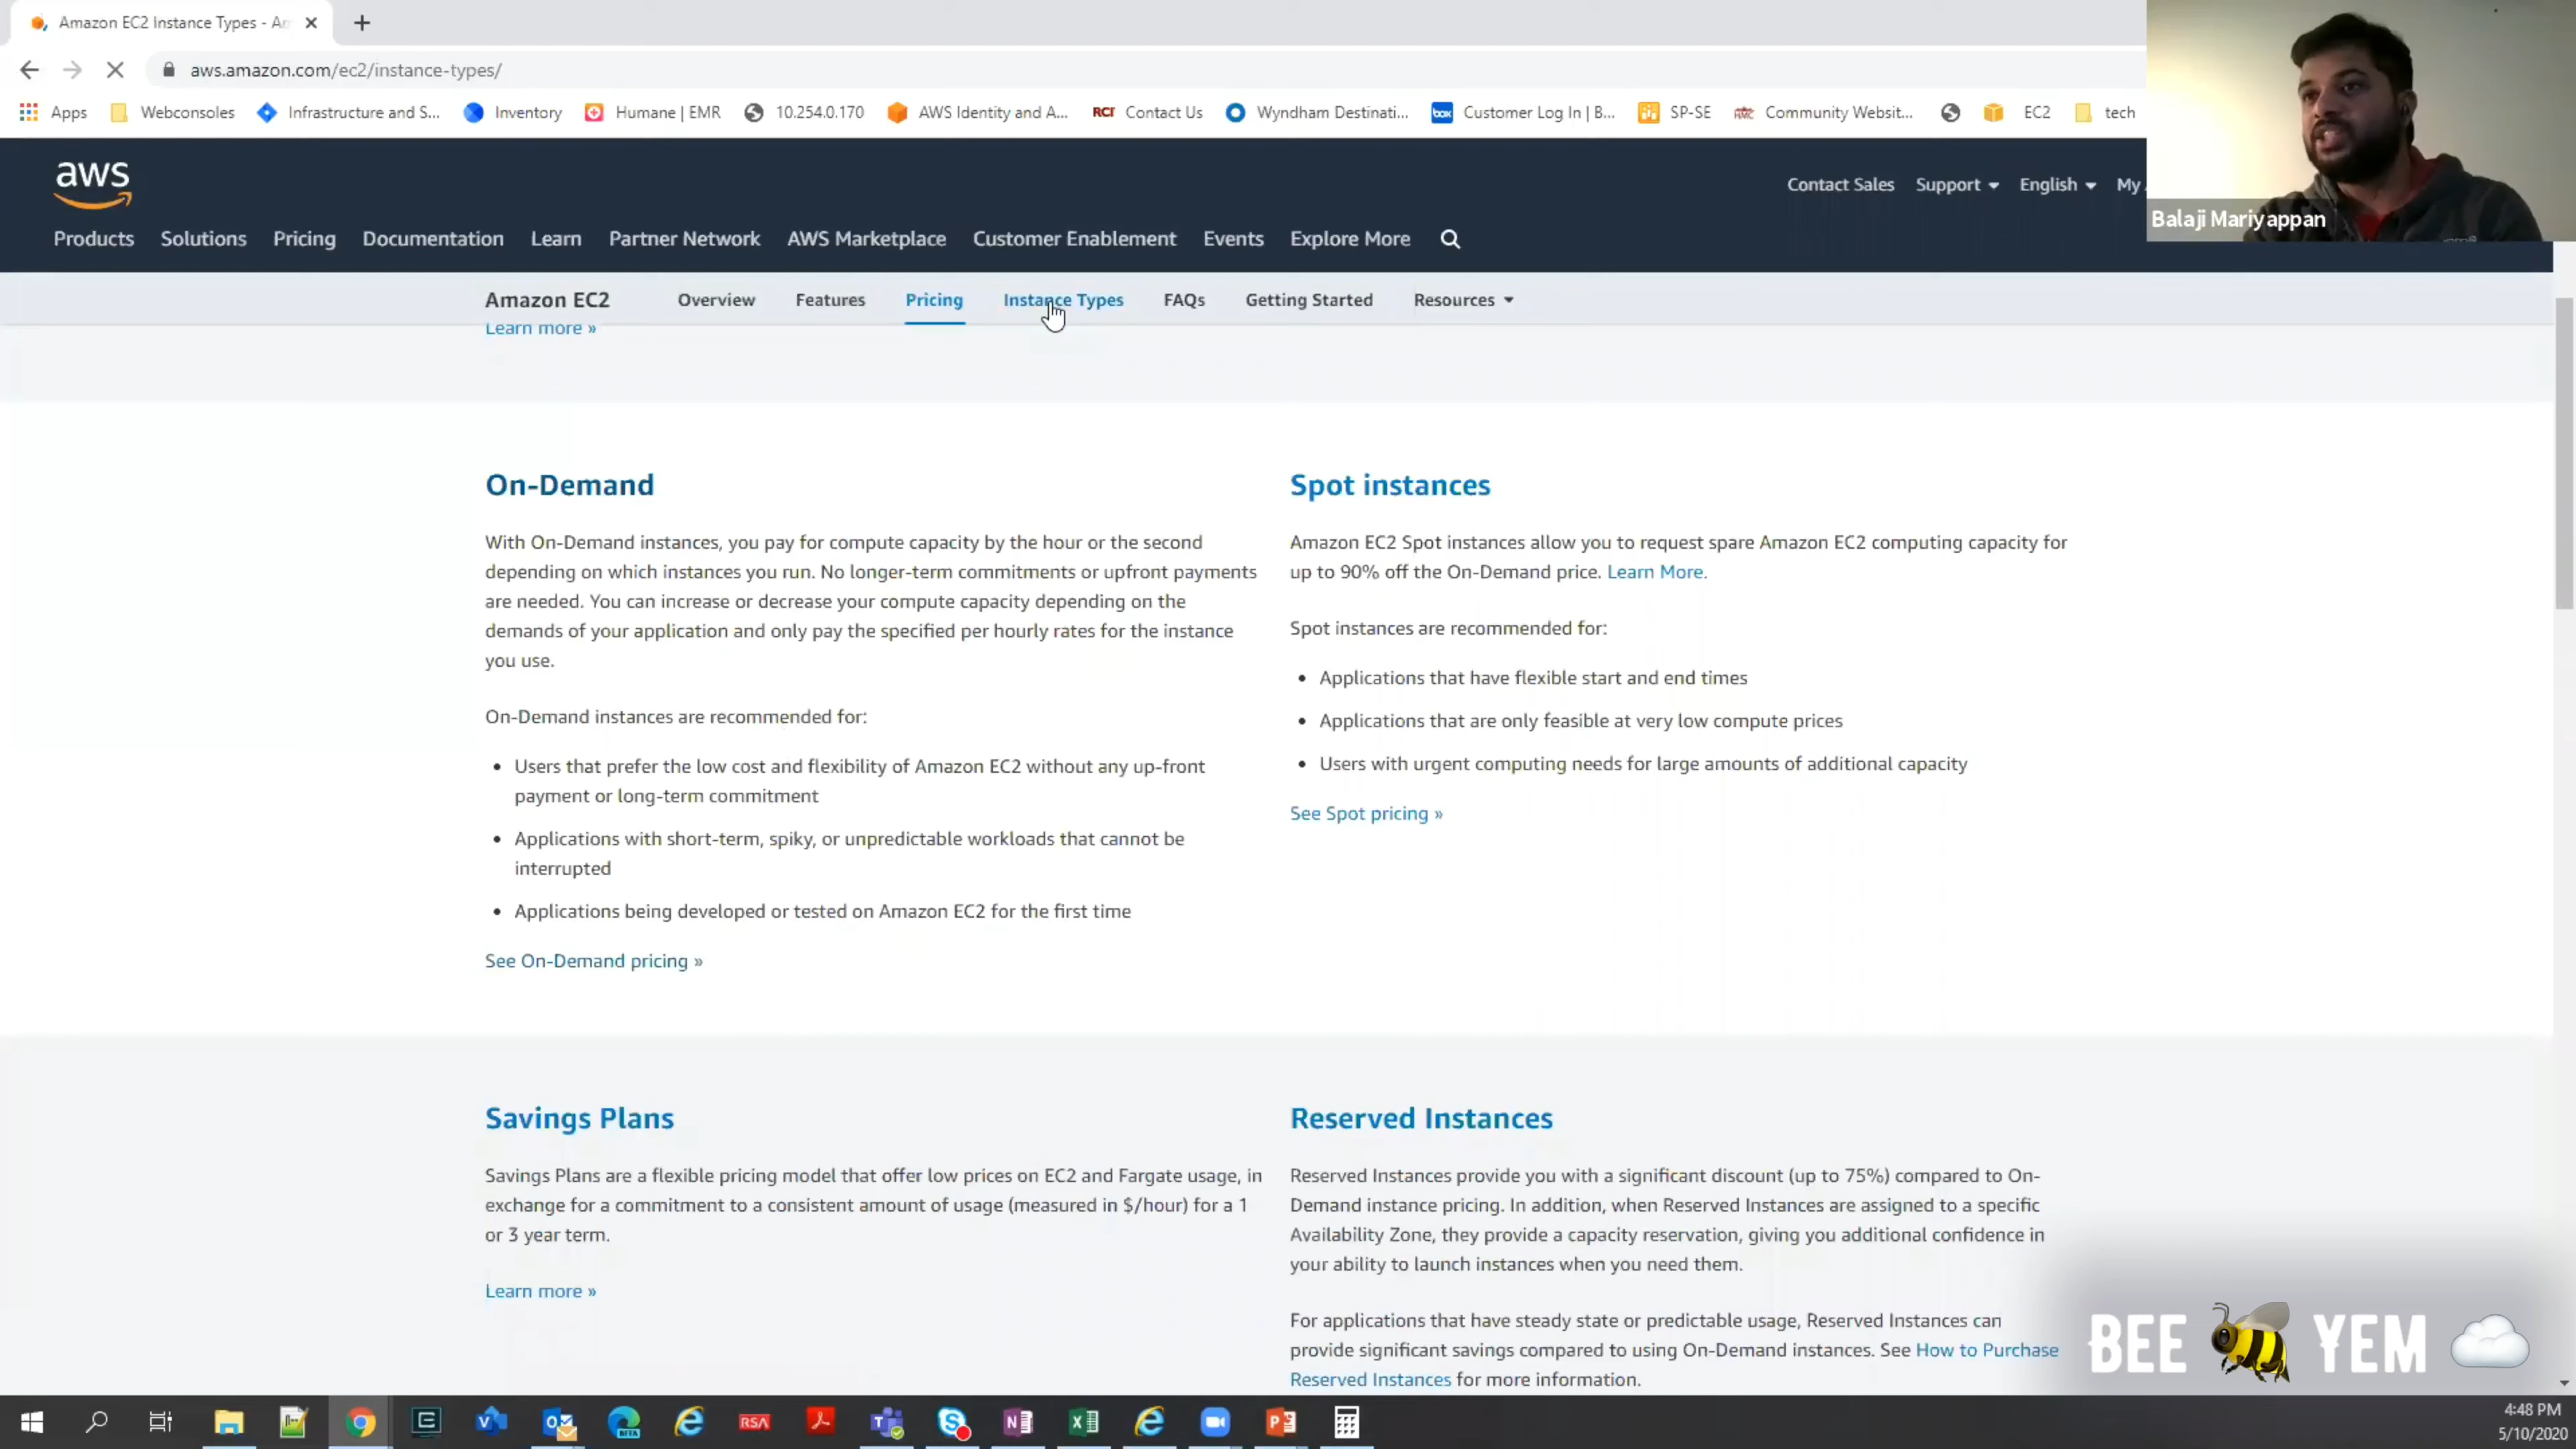 Amazon EC2 Instance Types - A
aws.amazon.com/ec2/instance-types/
Apps Webconsoles Infrastructure and S... Inventory Humane | EMR 10.254.0.170 AWS Identity and A... RCI Contact Us Wyndham Destinati... box Customer Log In | B... SP-SE Community Websit... EC2 tech
aws
Contact Sales Support English My
Products Solutions Pricing Documentation Learn Partner Network AWS Marketplace Customer Enablement Events Explore More
Balaji Mariyappan
Amazon EC2 Overview Features Pricing Instance Types FAQs Getting Started Resources
Learn more »
On-Demand
With On-Demand instances, you pay for compute capacity by the hour or the second
depending on which instances you run. No longer-term commitments or upfront payments
are needed. You can increase or decrease your compute capacity depending on the
demands of your application and only pay the specified per hourly rates for the instance
you use.
On-Demand instances are recommended for:
• Users that prefer the low cost and flexibility of Amazon EC2 without any up-front
payment or long-term commitment
• Applications with short-term, spiky, or unpredictable workloads that cannot be
interrupted
• Applications being developed or tested on Amazon EC2 for the first time
See On-Demand pricing »
Spot instances
Amazon EC2 Spot instances allow you to request spare Amazon EC2 computing capacity for
up to 90% off the On-Demand price. Learn More.
Spot instances are recommended for:
• Applications that have flexible start and end times
• Applications that are only feasible at very low compute prices
• Users with urgent computing needs for large amounts of additional capacity
See Spot pricing »
Savings Plans
Savings Plans are a flexible pricing model that offer low prices on EC2 and Fargate usage, in
exchange for a commitment to a consistent amount of usage (measured in $/hour) for a 1
or 3 year term.
Learn more »
Reserved Instances
Reserved Instances provide you with a significant discount (up to 75%) compared to On-
Demand instance pricing. In addition, when Reserved Instances are assigned to a specific
Availability Zone, they provide a capacity reservation, giving you additional confidence in
your ability to launch instances when you need them.
For applications that have steady state or predictable usage, Reserved Instances can
provide significant savings compared to using On-Demand instances. See How to Purchase
Reserved Instances for more information.
BEE YEM
RSA
4:48 PM
5/10/2020